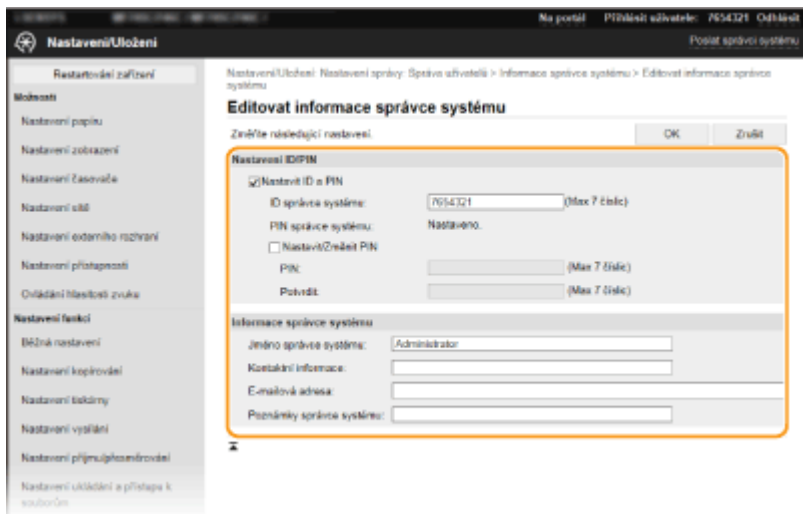 Na portál Přihlásit uživatele: 7654321 Odhlásit
Nastavení/Uložení
Poslat správci systému
Restartování zařízení
Možnosti
Nastavení papíru
Nastavení zobrazení
Nastavení časovače
Nastavení sítě
Nastavení externího rozhraní
Nastavení přístupnosti
Ovládání hlasitosti zvuku
Nastavení funkcí
Běžná nastavení
Nastavení kopírování
Nastavení tiskárny
Nastavení vysílání
Nastavení příjmu/přesměrování
Nastavení ukládání a přístupu k
souborům
Nastavení/Uložení: Nastavení správy: Správa uživatelů > Informace správce systému > Editovat informace správce
systému
Editovat informace správce systému
Změňte následující nastavení.
OK
Zrušit
Nastavení ID/PIN
Nastavit ID a PIN
ID správce systému: 7654321 (Max 7 číslic)
PIN správce systému: Nastaveno.
Nastavit/Změnit PIN
PIN: (Max 7 číslic)
Potvrdit: (Max 7 číslic)
Informace správce systému
Jméno správce systému: Administrator
Kontaktní informace:
E-mailová adresa:
Poznámky správce systému: